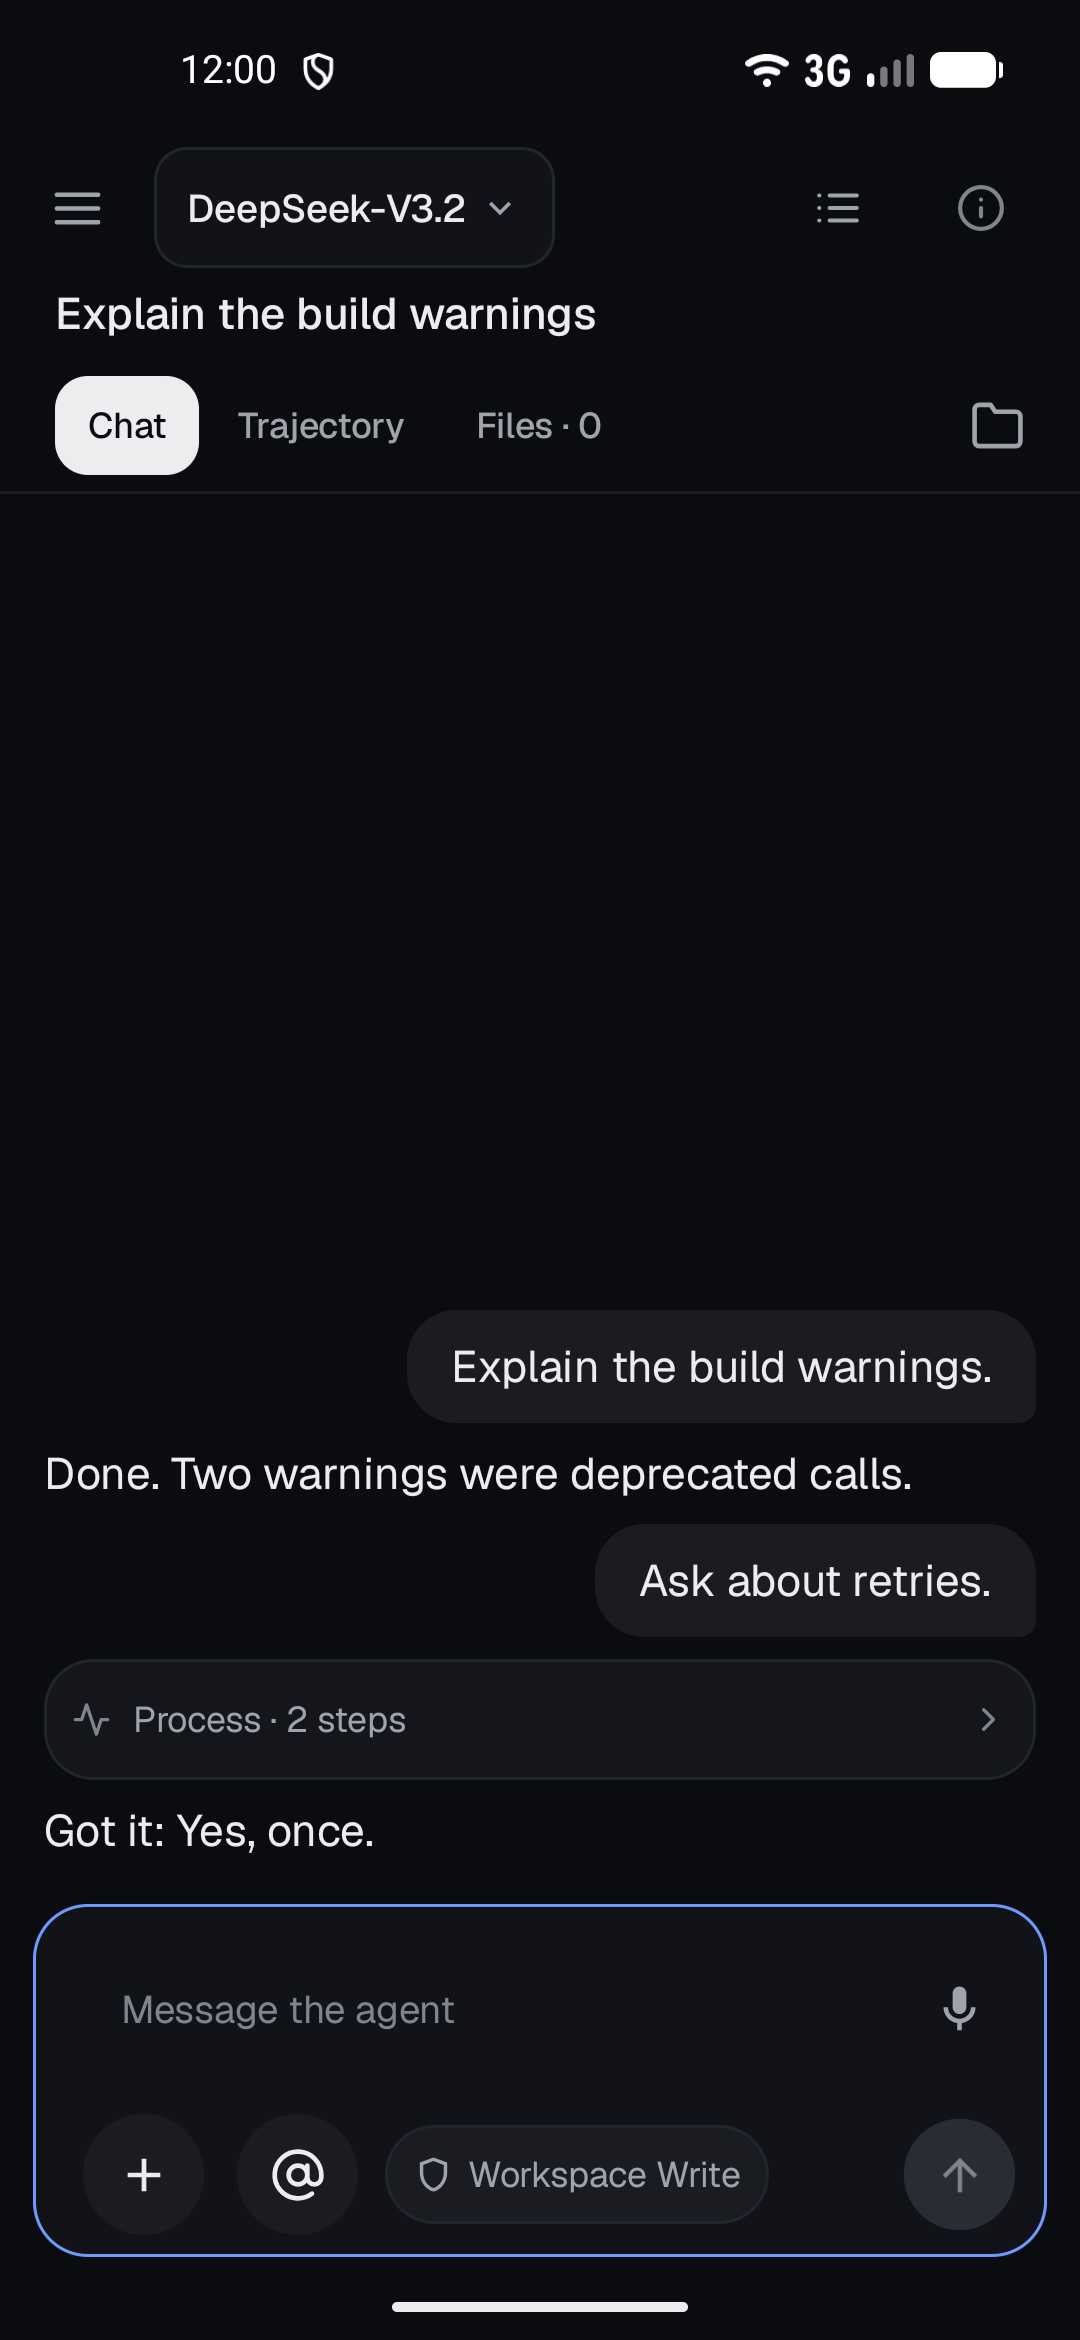 12:00
3G
DeepSeek-V3.2
Explain the build warnings
Chat
Trajectory
Files · 0
Explain the build warnings.
Done. Two warnings were deprecated calls.
Ask about retries.
Process · 2 steps
Got it: Yes, once.
Message the agent
Workspace Write